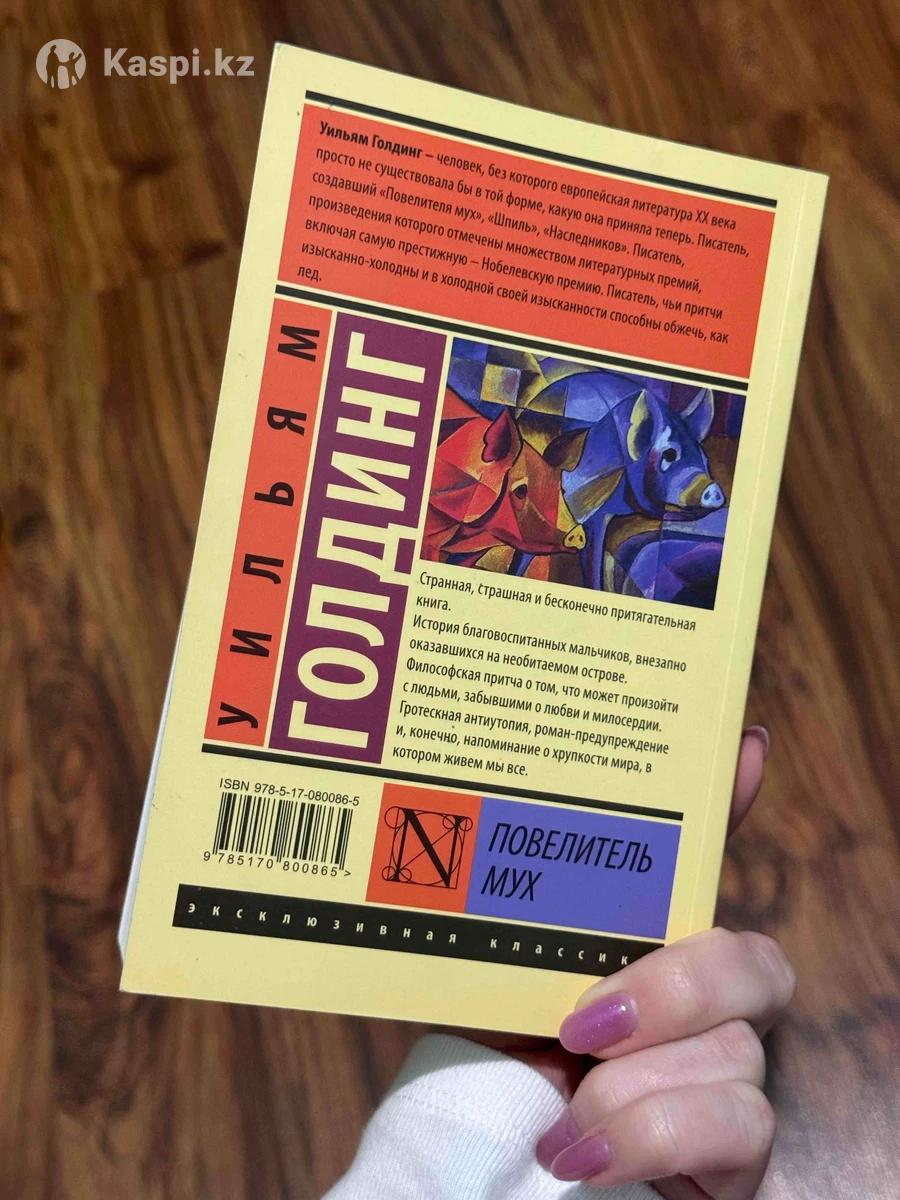 Kaspi.kz
Уильям Голдинг – человек, без которого европейская литература XX века
просто не существовала бы в той форме, какую она приняла теперь. Писатель,
создавший «Повелителя мух», «Шпиль», «Наследников». Писатель,
произведения которого отмечены множеством литературных премий,
включая самую престижную – Нобелевскую премию. Писатель, чьи притчи
изысканно-холодны и в холодной своей изысканности способны обжечь, как
лед.
УИЛЬЯМ
ГОЛДИНГ
Странная, страшная и бесконечно притягательная
книга.
История благовоспитанных мальчиков, внезапно
оказавшихся на необитаемом острове.
Философская притча о том, что может произойти
с людьми, забывшими о любви и милосердии.
Гротескная антиутопия, роман-предупреждение
и, конечно, напоминание о хрупкости мира, в
котором живем мы все.
ISBN 978-5-17-080086-5
9 785170 800865 >
N
ПОВЕЛИТЕЛЬ
МУХ
эксклюзивная классик